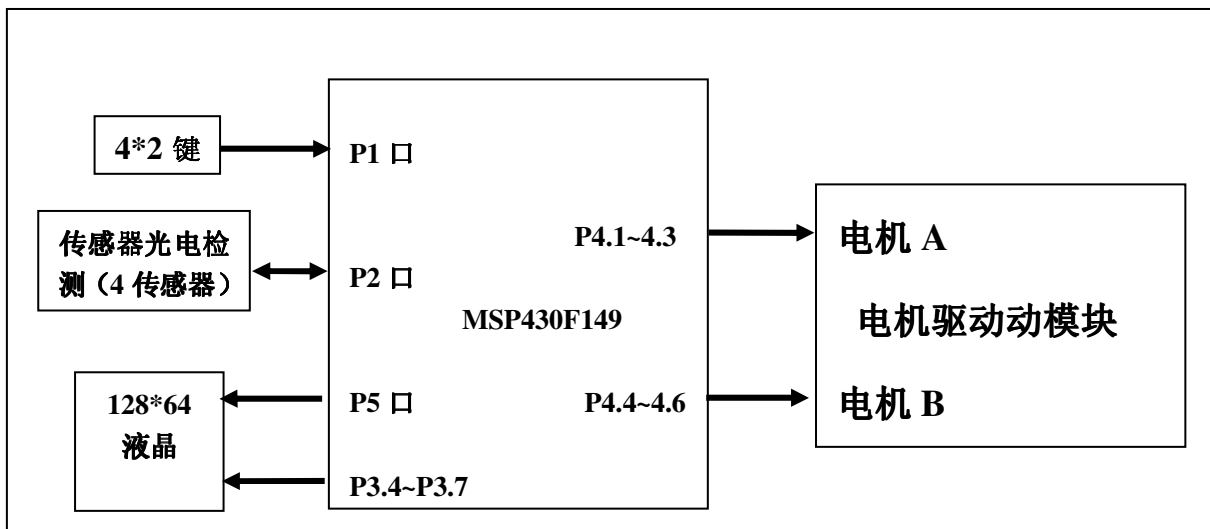 4*2 键
传感器光电检
测（4 传感器）
128*64
液晶
P1 口
P2 口
P5 口
P3.4~P3.7
MSP430F149
P4.1~4.3
P4.4~4.6
电机 A
电机驱动动模块
电机 B